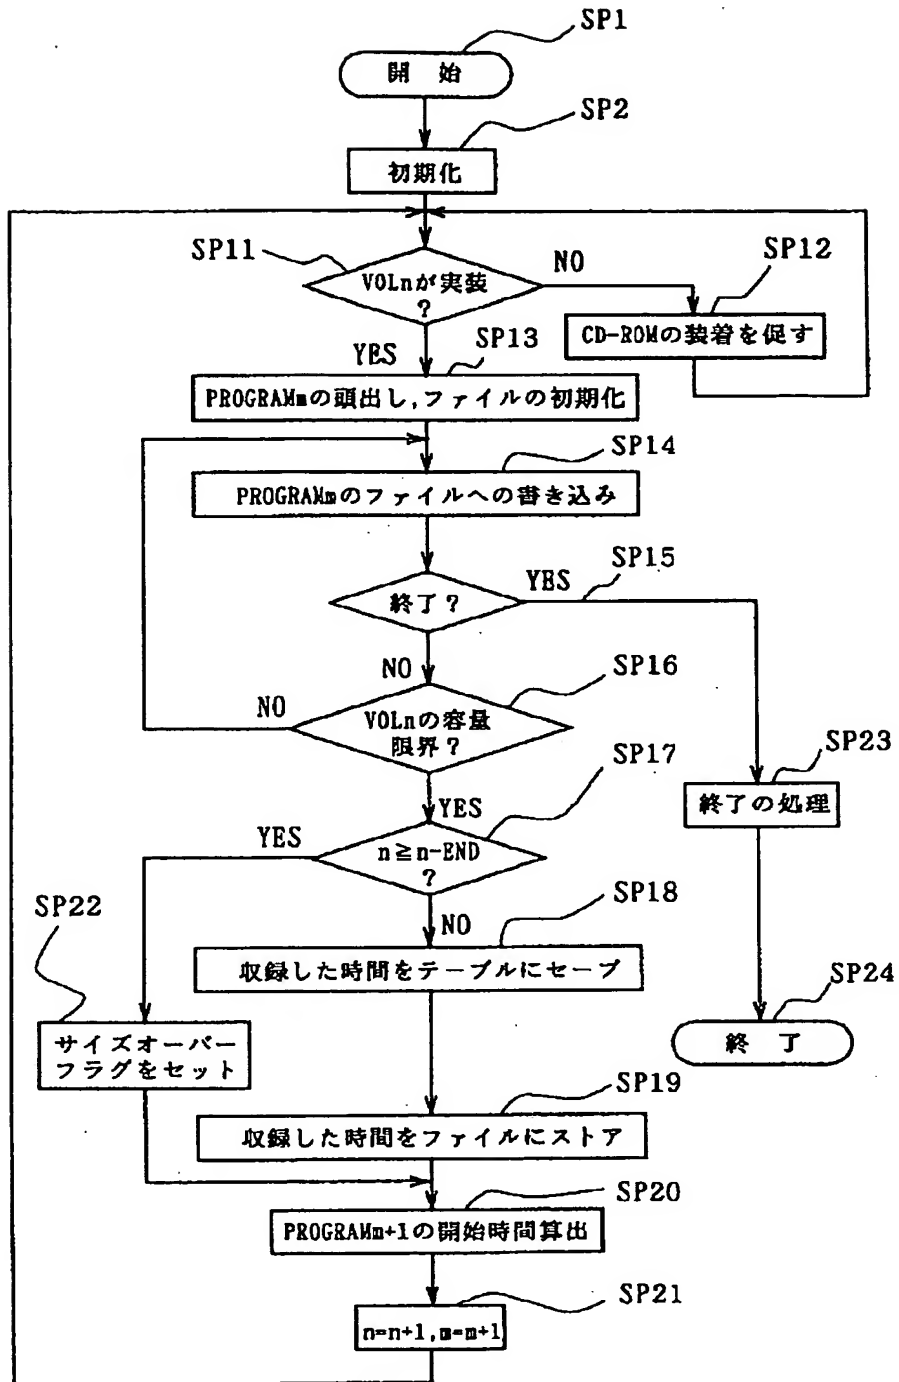 SP1
開 始
SP2
初期化
SP11
VOLnが実装
?
NO
SP12
CD-ROMの装着を促す
YES
SP13
PROGRAMmの頭出し,ファイルの初期化
SP14
PROGRAMmのファイルへの書き込み
終了?
YES
SP15
NO
SP16
NO
VOLnの容量
限界?
SP17
YES
SP23
終了の処理
YES
n≧n-END
?
SP22
NO
SP18
収録した時間をテーブルにセーブ
SP24
終 了
サイズオーバー
フラグをセット
SP19
収録した時間をファイルにストア
SP20
PROGRAMm+1の開始時間算出
SP21
n=n+1,m=m+1